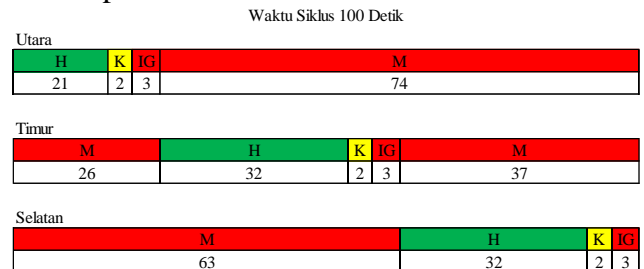 Waktu Siklus 100 Detik
Utara
H K IG M
21 2 3 74
Timur
M H K IG M
26 32 2 3 37
Selatan
M H K IG
63 32 2 3